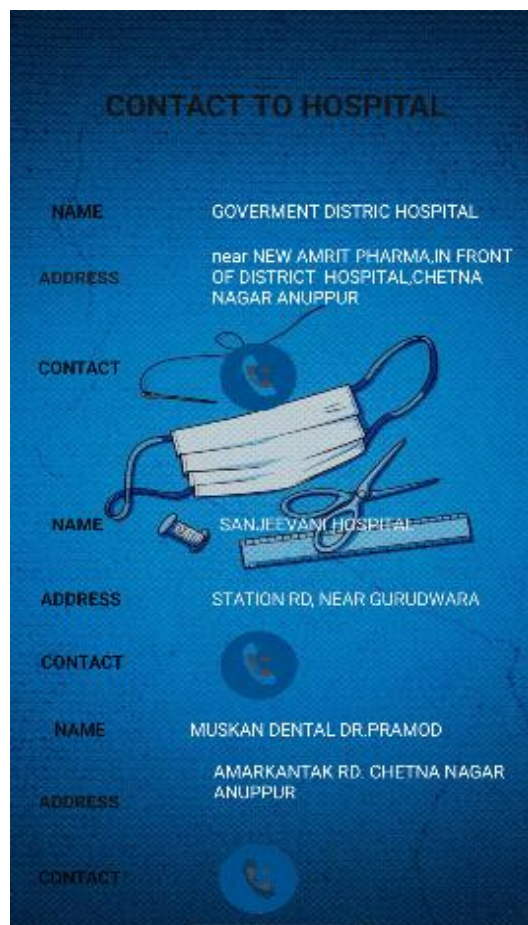 CONTACT TO HOSPITAL
NAME GOVERMENT DISTRIC HOSPITAL
ADDRESS near NEW AMRIT PHARMA,IN FRONT
OF DISTRICT HOSPITAL,CHETNA
NAGAR ANUPPUR
CONTACT
NAME SANJEEVANI HOSPITAL
ADDRESS STATION RD, NEAR GURUDWARA
CONTACT
NAME MUSKAN DENTAL DR.PRAMOD
ADDRESS AMARKANTAK RD. CHETNA NAGAR
ANUPPUR
CONTACT